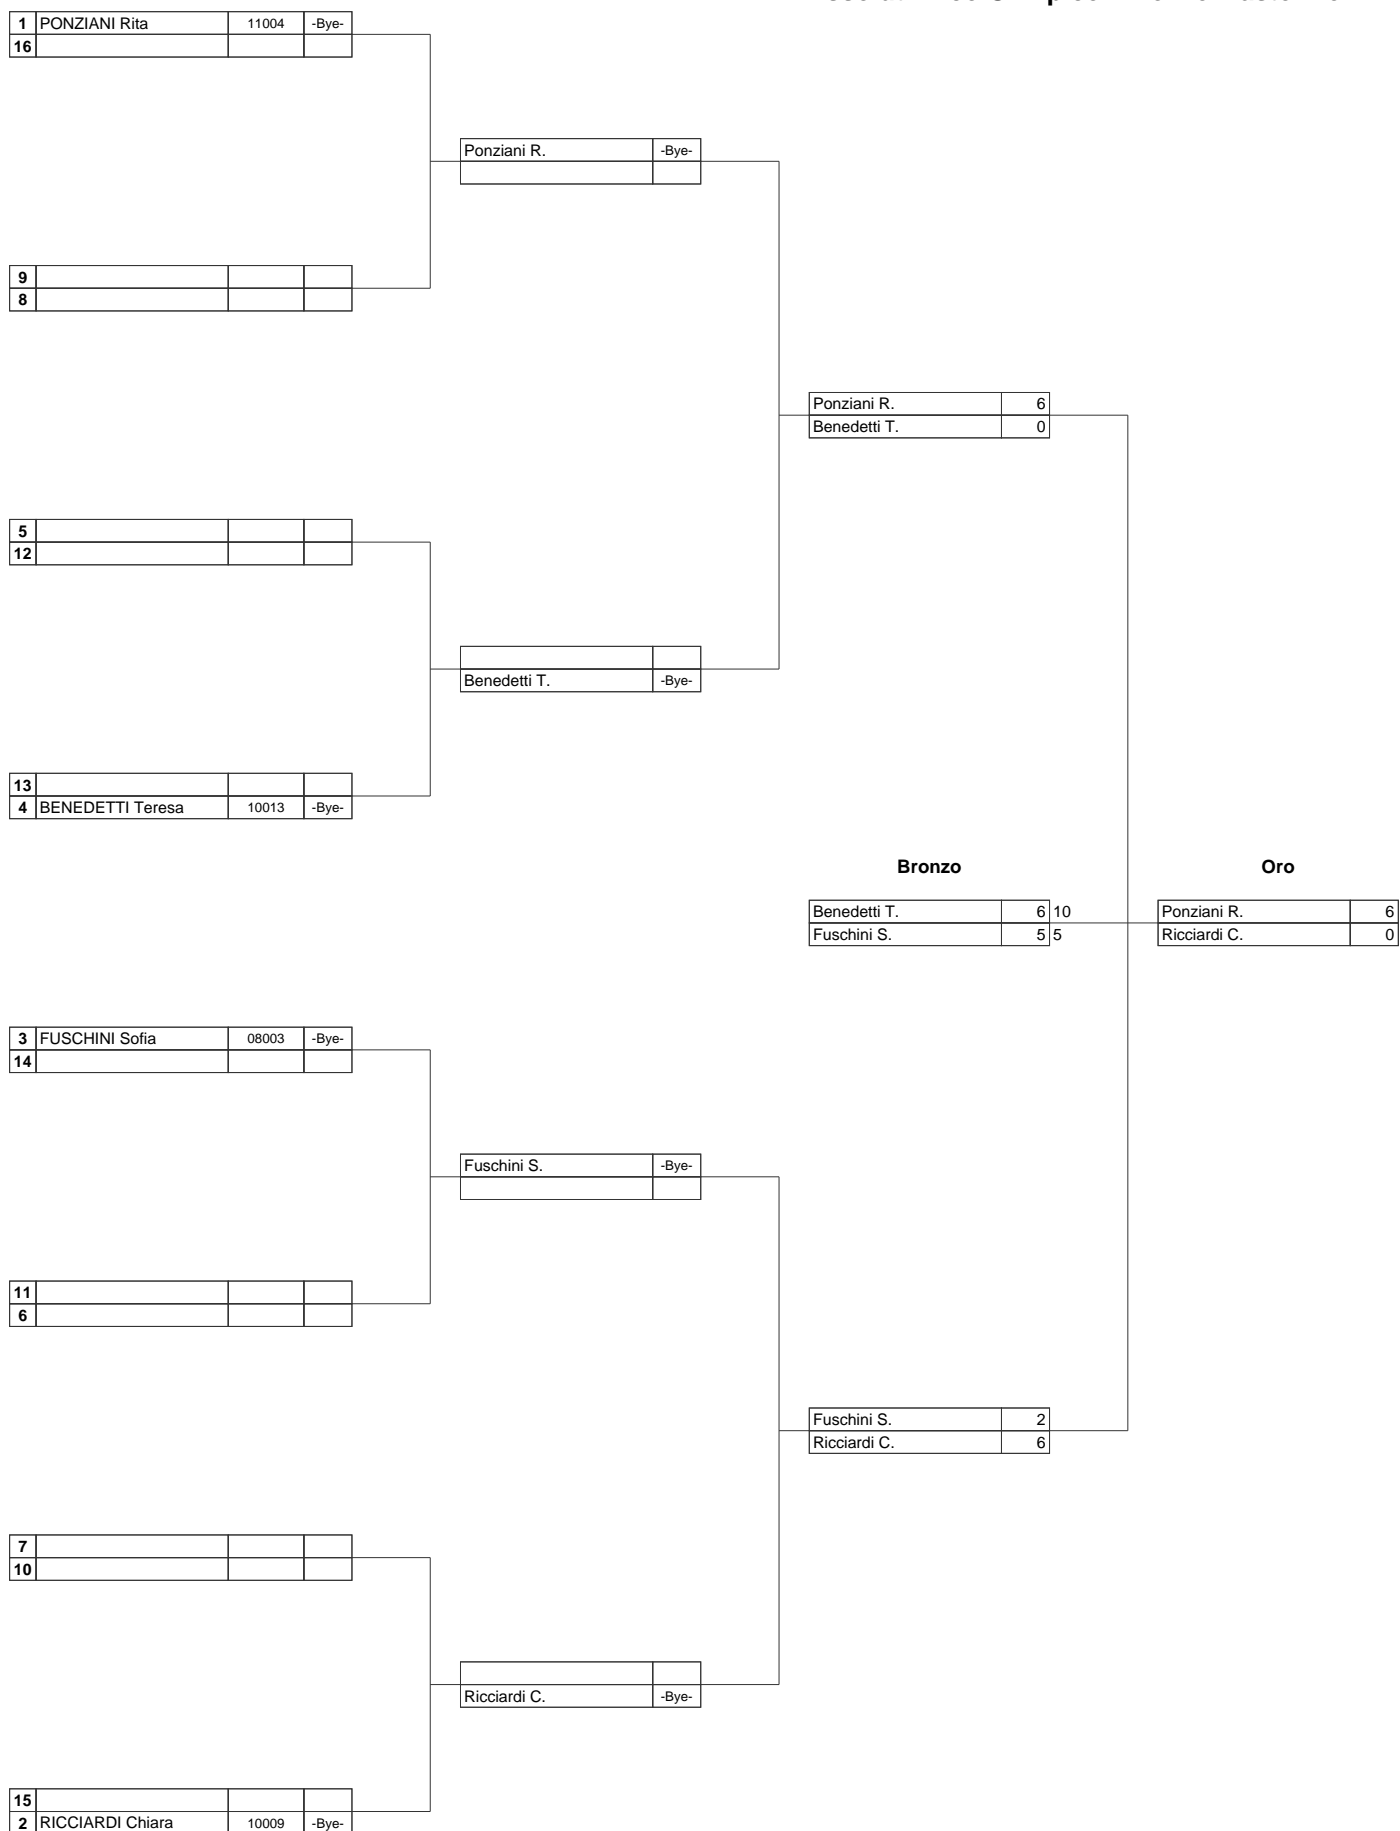 1 PONZIANI Rita 11004 -Bye-
16
Ponziani R. -Bye-
9
8
Ponziani R. 6
Benedetti T. 0
5
12
Benedetti T. -Bye-
13
4 BENEDETTI Teresa 10013 -Bye-
Bronzo
Oro
Benedetti T. 6 10
Fuschini S. 5 5
Ponziani R. 6
Ricciardi C. 0
3 FUSCHINI Sofia 08003 -Bye-
14
Fuschini S. -Bye-
11
6
Fuschini S. 2
Ricciardi C. 6
7
10
Ricciardi C. -Bye-
15
2 RICCIARDI Chiara 10009 -Bye-